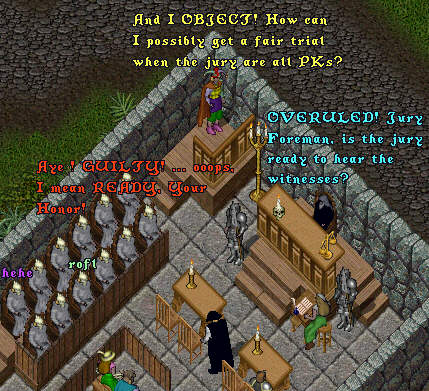 And I OBJECT! How can
I possibly get a fair trial
when the jury are all PKs?
OVERULED! Jury
Foreman, is the jury
ready to hear the
witnesses?
Aye ! GUILTY! ... ooops,
I mean READY, Your
Honor!
rofl
hehe